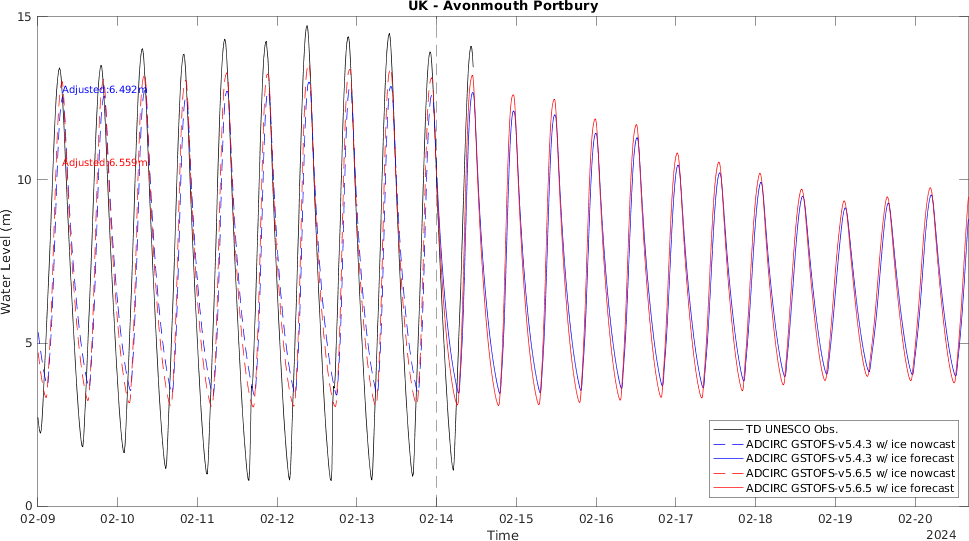 UK - Avonmouth Portbury
15
10
5
0
Water Level (m)
Adjusted:6.492m
Adjusted:6.559m
TD UNESCO Obs.
ADCIRC GSTOFS-v5.4.3 w/ ice nowcast
ADCIRC GSTOFS-v5.4.3 w/ ice forecast
ADCIRC GSTOFS-v5.6.5 w/ ice nowcast
ADCIRC GSTOFS-v5.6.5 w/ ice forecast
02-09 02-10 02-11 02-12 02-13 02-14 02-15 02-16 02-17 02-18 02-19 02-20
Time
2024